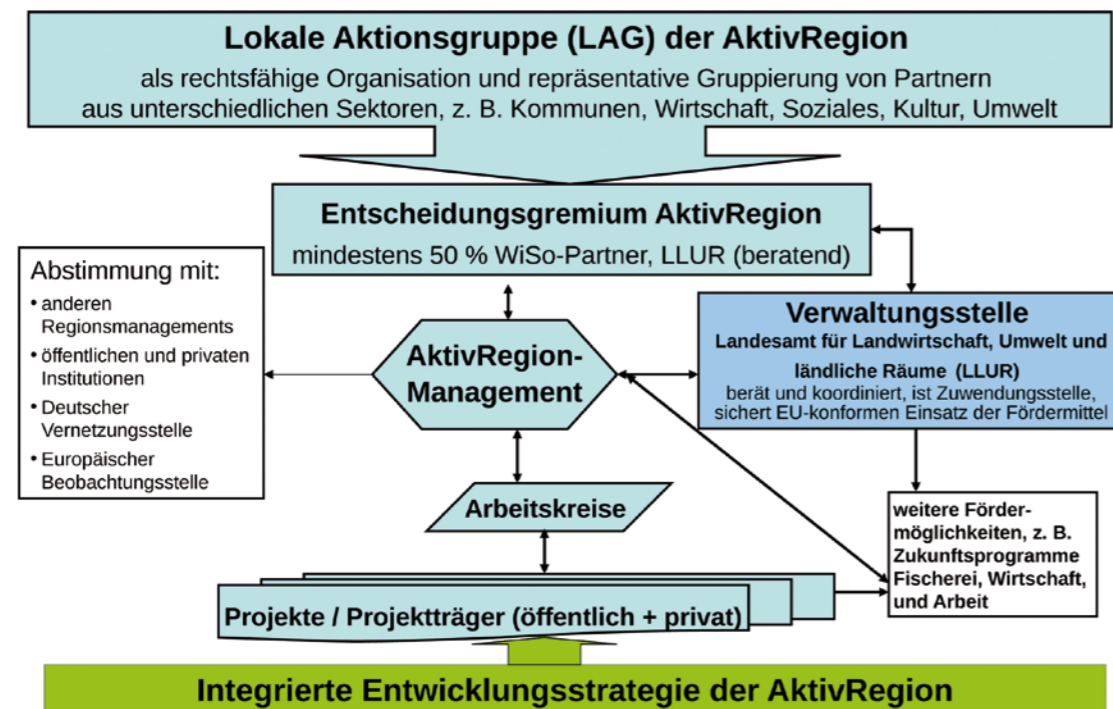 Lokale Aktionsgruppe (LAG) der AktivRegion
als rechtsfähige Organisation und repräsentative Gruppierung von Partnern
aus unterschiedlichen Sektoren, z. B. Kommunen, Wirtschaft, Soziales, Kultur, Umwelt
Entscheidungsgremium AktivRegion
mindestens 50 % WiSo-Partner, LLUR (beratend)
Abstimmung mit:
• anderen
Regionsmanagements
• öffentlichen und privaten
Institutionen
• Deutscher
Vernetzungsstelle
• Europäischer
Beobachtungsstelle
AktivRegion-
Management
Verwaltungsstelle
Landesamt für Landwirtschaft, Umwelt und
ländliche Räume (LLUR)
berät und koordiniert, ist Zuwendungsstelle,
sichert EU-konformen Einsatz der Fördermittel
Arbeitskreise
weitere Förder-
möglichkeiten, z. B.
Zukunftsprogramme
Fischerei, Wirtschaft,
und Arbeit
Projekte / Projektträger (öffentlich + privat)
Integrierte Entwicklungsstrategie der AktivRegion